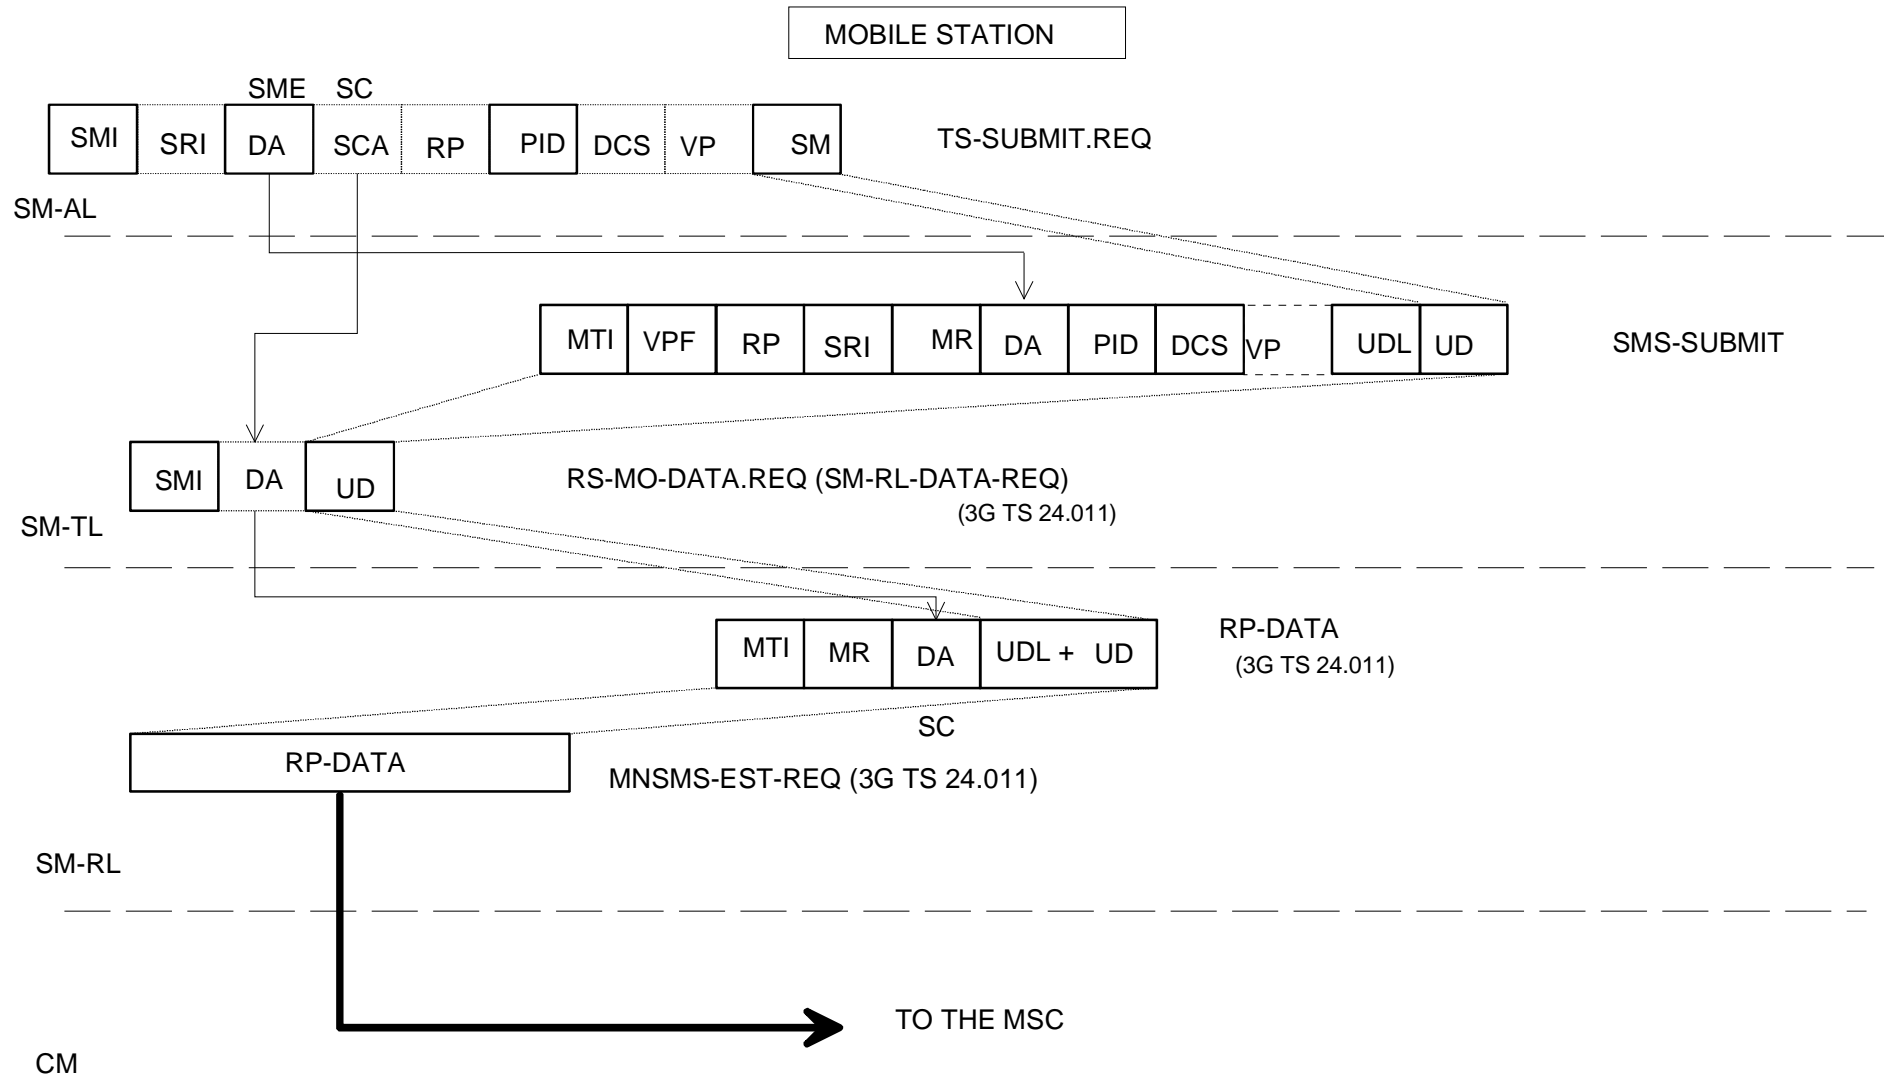 MOBILE STATION
SME SC
SMI SRI DA SCA RP PID DCS VP SM TS-SUBMIT.REQ
SM-AL
MTI VPF RP SRI MR DA PID DCS VP UDL UD SMS-SUBMIT
SMI DA UD RS-MO-DATA.REQ (SM-RL-DATA-REQ)
(3G TS 24.011)
SM-TL
MTI MR DA UDL + UD RP-DATA
(3G TS 24.011)
SC
RP-DATA MNSMS-EST-REQ (3G TS 24.011)
SM-RL
TO THE MSC
CM